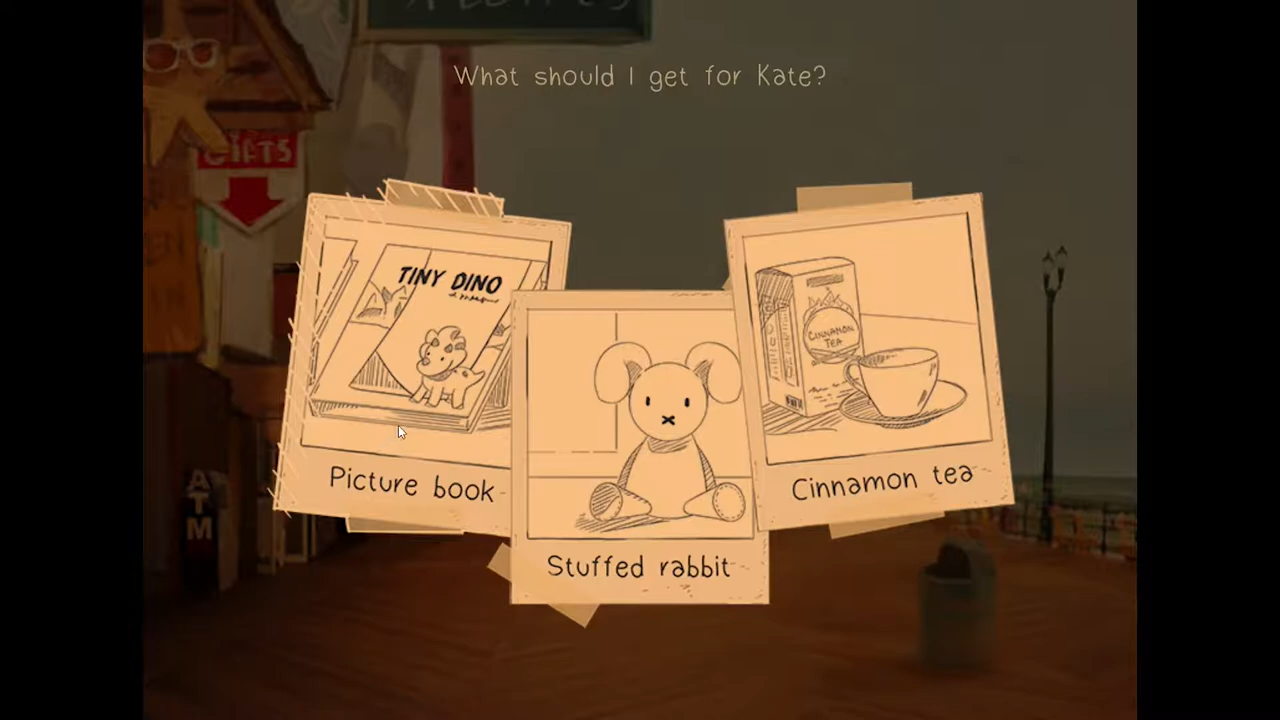 What should I get for Kate?
GIFTS
TINY DINO
CINNAMON
TEA
Picture book
Cinnamon tea
Stuffed rabbit
ATM